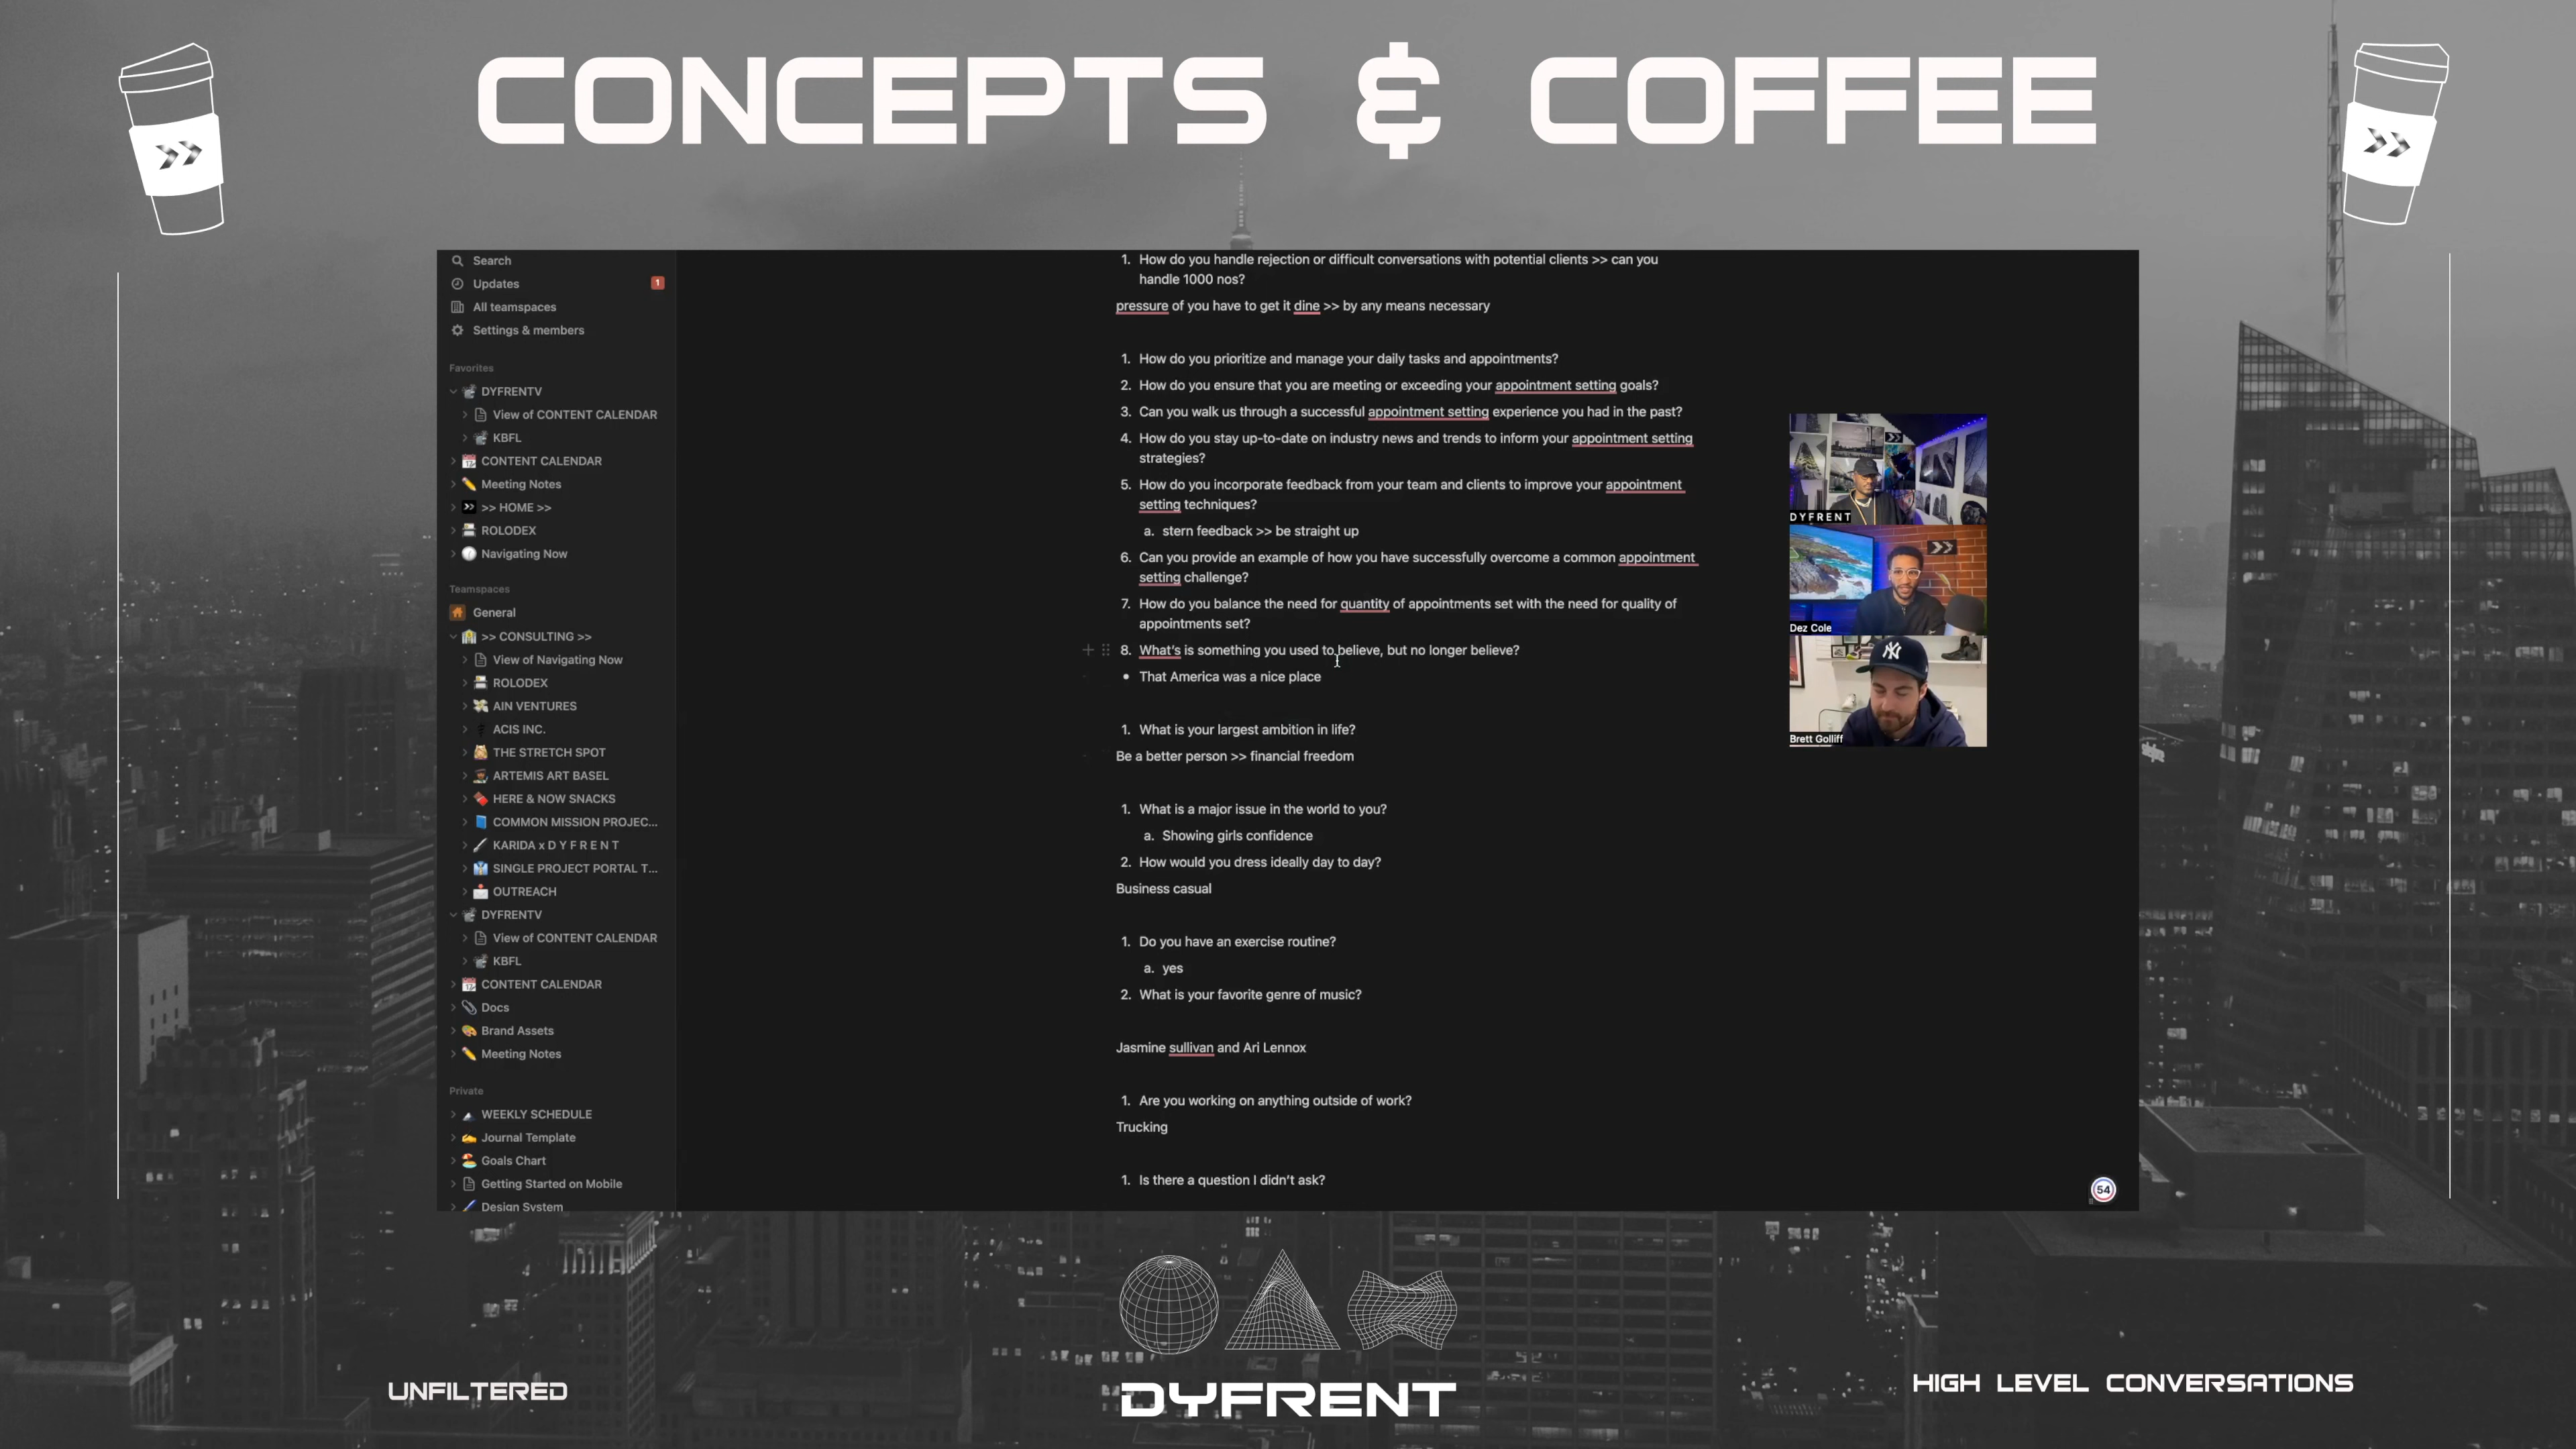 CONCEPTS & COFFEE
Search
Updates
1
All teamspaces
Settings & members
Favorites
DYFRENTV
View of CONTENT CALENDAR
KBFL
CONTENT CALENDAR
Meeting Notes
>> HOME >>
ROLODEX
Navigating Now
Teamspaces
General
>> CONSULTING >>
View of Navigating Now
ROLODEX
AIN VENTURES
ACIS INC.
THE STRETCH SPOT
ARTEMIS ART BASEL
HERE & NOW SNACKS
COMMON MISSION PROJEC...
KARIDA x D Y F R E N T
SINGLE PROJECT PORTAL T...
OUTREACH
DYFRENTV
View of CONTENT CALENDAR
KBFL
CONTENT CALENDAR
Docs
Brand Assets
Meeting Notes
Private
WEEKLY SCHEDULE
Journal Template
Goals Chart
Getting Started on Mobile
Design System
1. How do you handle rejection or difficult conversations with potential clients >> can you
handle 1000 nos?
pressure of you have to get it dine >> by any means necessary
1. How do you prioritize and manage your daily tasks and appointments?
2. How do you ensure that you are meeting or exceeding your appointment setting goals?
3. Can you walk us through a successful appointment setting experience you had in the past?
4. How do you stay up-to-date on industry news and trends to inform your appointment setting
strategies?
5. How do you incorporate feedback from your team and clients to improve your appointment
setting techniques?
a. stern feedback >> be straight up
6. Can you provide an example of how you have successfully overcome a common appointment
setting challenge?
7. How do you balance the need for quantity of appointments set with the need for quality of
appointments set?
8. What's is something you used to believe, but no longer believe?
• That America was a nice place
1. What is your largest ambition in life?
Be a better person >> financial freedom
1. What is a major issue in the world to you?
a. Showing girls confidence
2. How would you dress ideally day to day?
Business casual
1. Do you have an exercise routine?
a. yes
2. What is your favorite genre of music?
Jasmine sullivan and Ari Lennox
1. Are you working on anything outside of work?
Trucking
1. Is there a question I didn't ask?
DYFRENT
Dez Cole
Brett Golliff
54
UNFILTERED
DYFRENT
HIGH LEVEL CONVERSATIONS